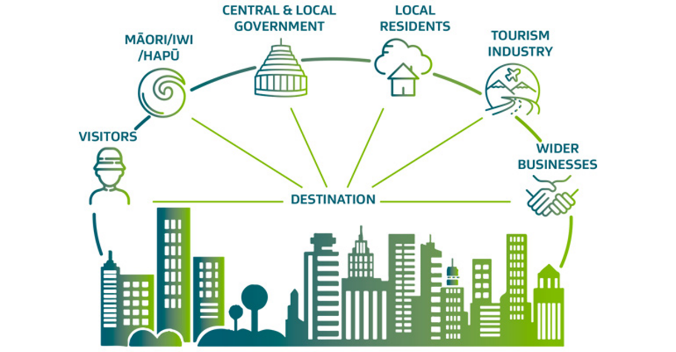 CENTRAL & LOCAL
GOVERNMENT
LOCAL
RESIDENTS
MĀORI/IWI
/HAPŪ
TOURISM
INDUSTRY
VISITORS
WIDER
BUSINESSES
DESTINATION